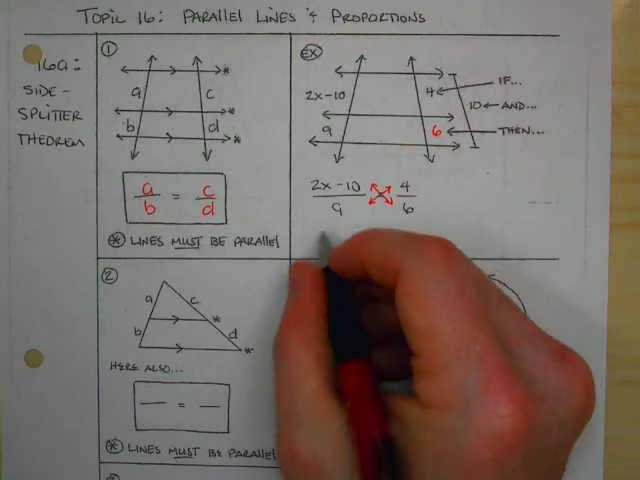 TOPIC 16: PARALLEL LINES & PROPORTIONS
16a:
SIDE-
SPLITTER
THEOREM
1
a c
b d
a/b = c/d
* LINES MUST BE PARALLEL
EX
2x-10 4 IF...
10 AND...
9 6 THEN...
2x-10/9 4/6
2
a c
b d
HERE ALSO...
— = —
* LINES MUST BE PARALLEL